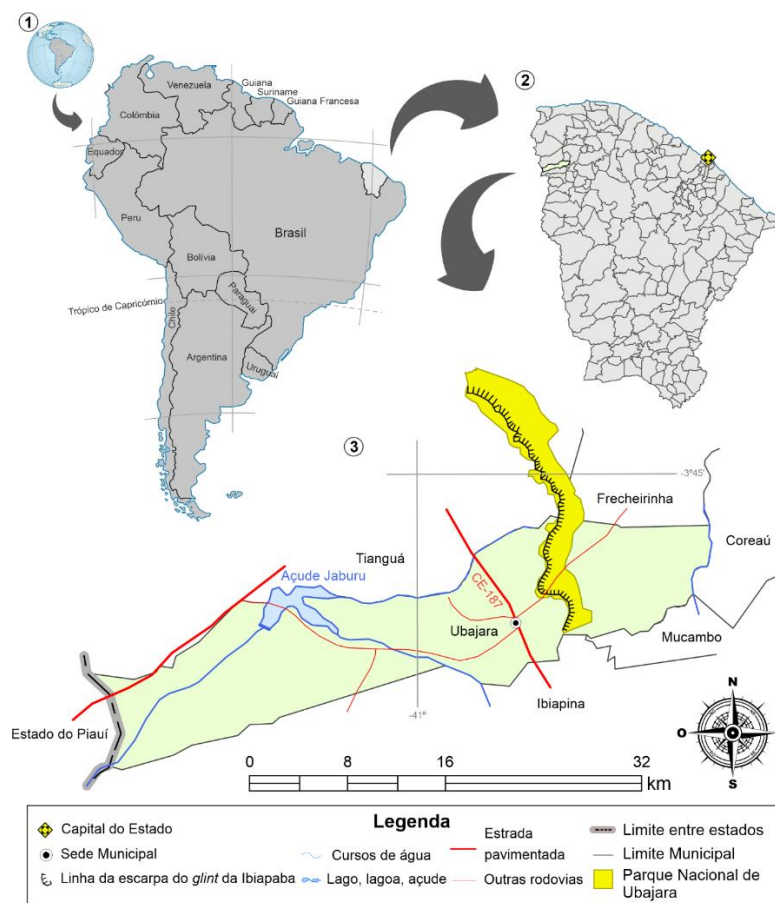 1
Venezuela
Guiana
Suriname
Guiana Francesa
Colômbia
Equador
Peru
Brasil
Bolívia
Paraguai
Trópico de Capricórnio
Chile
Argentina
Uruguai
2
3
-3º45'
Frecheirinha
Coreaú
Tianguá
Açude Jaburu
CE-187
Ubajara
Mucambo
Ibiapina
-41º
Estado do Piauí
N
O
E
S
0 8 16 32
km
Legenda
Capital do Estado
Sede Municipal
Linha da escarpa do glint da Ibiapaba
Cursos de água
Lago, lagoa, açude
Estrada
pavimentada
Outras rodovias
Limite entre estados
Limite Municipal
Parque Nacional de
Ubajara